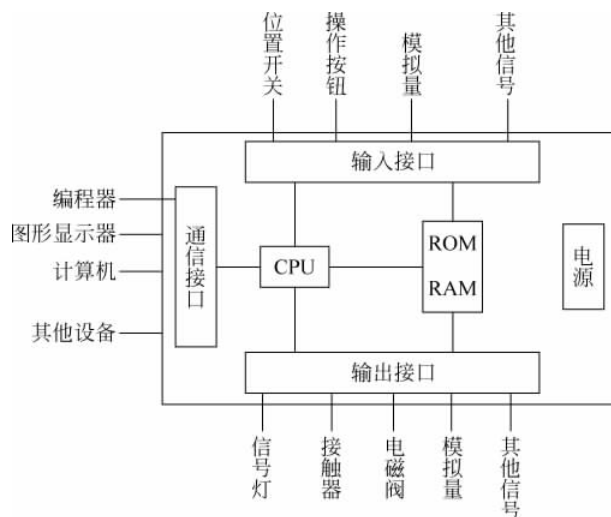 位置开关
操作按钮
模拟量
其他信号
输入接口
编程器
图形显示器
计算机
其他设备
通信接口
CPU
ROM
RAM
电源
输出接口
信号灯
接触器
电磁阀
模拟量
其他信号